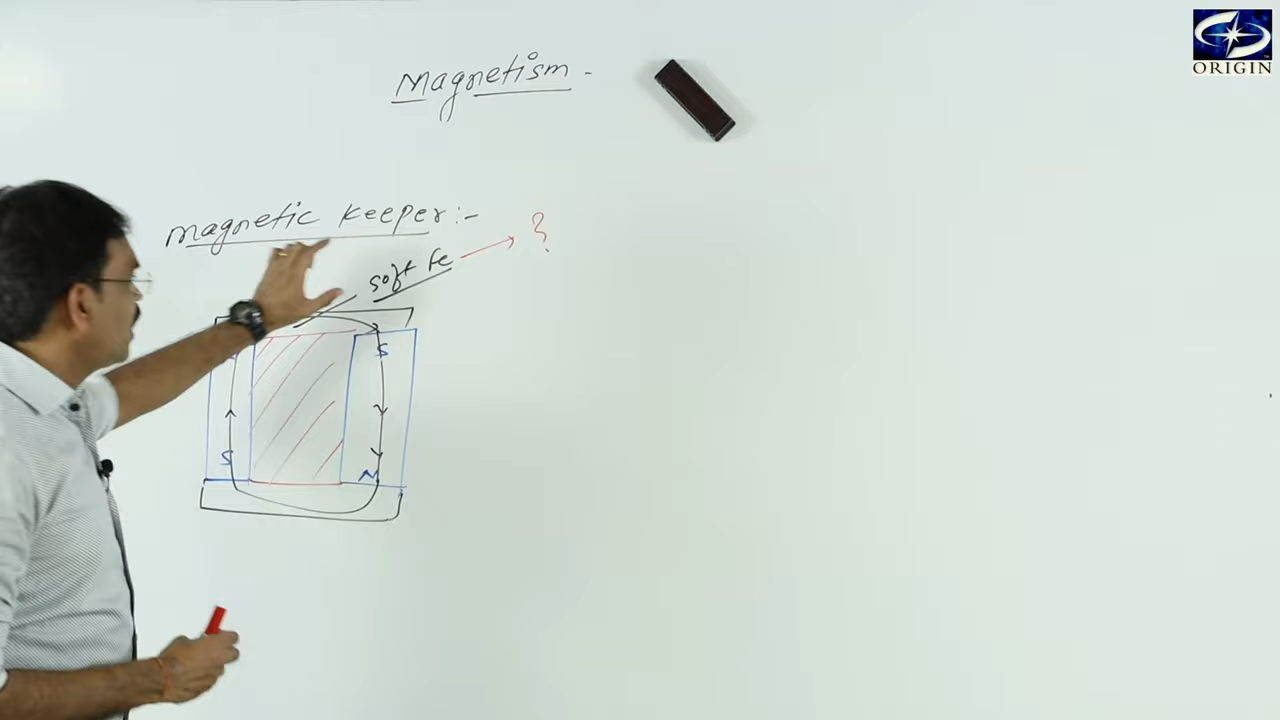 Magnetism -
ORIGIN
magnetic keeper :-
soft Fe → ?
S
S
N